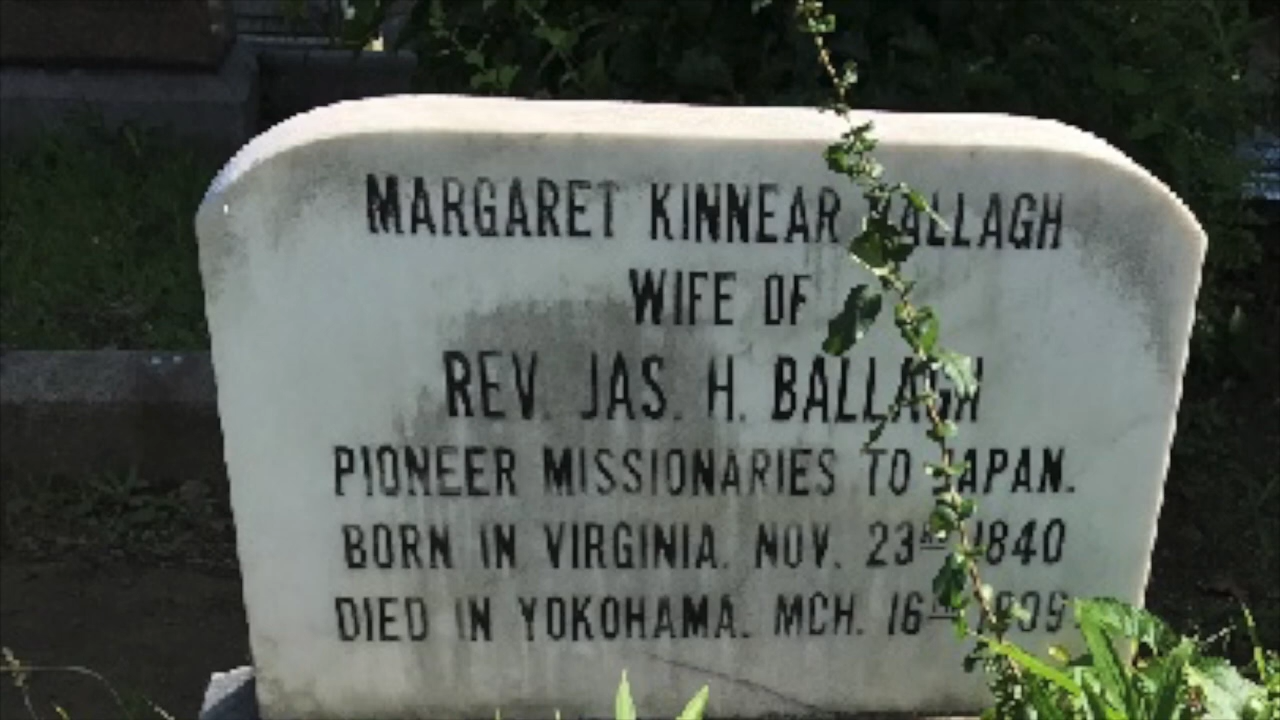 MARGARET KINNEAR BALLAGH
WIFE OF
REV. JAS. H. BALLAGH
PIONEER MISSIONARIES TO JAPAN.
BORN IN VIRGINIA. NOV. 23RD 1840
DIED IN YOKOHAMA. MCH. 16TH 1909.